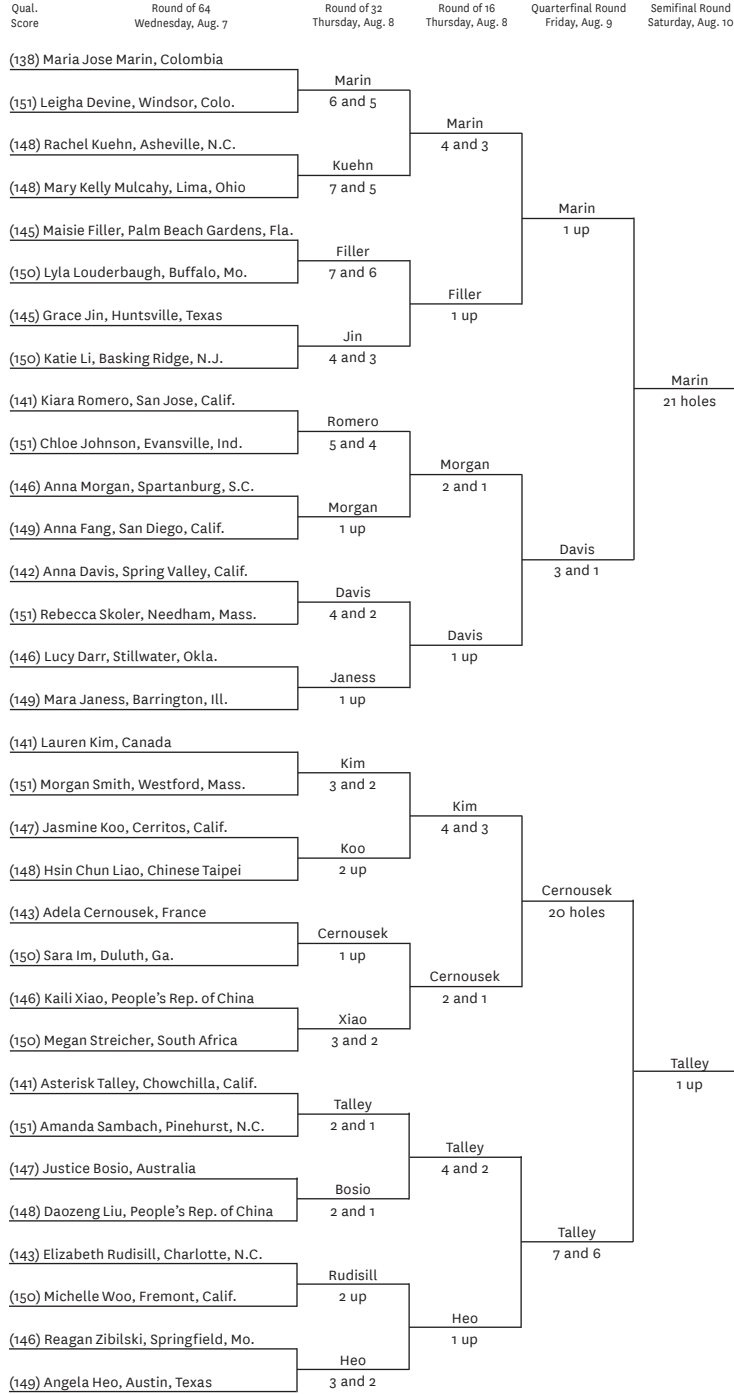 Qual.
Score
Round of 64
Wednesday, Aug. 7
Round of 32
Thursday, Aug. 8
Round of 16
Thursday, Aug. 8
Quarterfinal Round
Friday, Aug. 9
Semifinal Round
Saturday, Aug. 10
(138) Maria Jose Marin, Colombia
(151) Leigha Devine, Windsor, Colo.
(148) Rachel Kuehn, Asheville, N.C.
(148) Mary Kelly Mulcahy, Lima, Ohio
(145) Maisie Filler, Palm Beach Gardens, Fla.
(150) Lyla Louderbaugh, Buffalo, Mo.
(145) Grace Jin, Huntsville, Texas
(150) Katie Li, Basking Ridge, N.J.
(141) Kiara Romero, San Jose, Calif.
(151) Chloe Johnson, Evansville, Ind.
(146) Anna Morgan, Spartanburg, S.C.
(149) Anna Fang, San Diego, Calif.
(142) Anna Davis, Spring Valley, Calif.
(151) Rebecca Skoler, Needham, Mass.
(146) Lucy Darr, Stillwater, Okla.
(149) Mara Janess, Barrington, Ill.
(141) Lauren Kim, Canada
(151) Morgan Smith, Westford, Mass.
(147) Jasmine Koo, Cerritos, Calif.
(148) Hsin Chun Liao, Chinese Taipei
(143) Adela Cernousek, France
(150) Sara Im, Duluth, Ga.
(146) Kaili Xiao, People's Rep. of China
(150) Megan Streicher, South Africa
(141) Asterisk Talley, Chowchilla, Calif.
(151) Amanda Sambach, Pinehurst, N.C.
(147) Justice Bosio, Australia
(148) Daozeng Liu, People's Rep. of China
(143) Elizabeth Rudisill, Charlotte, N.C.
(150) Michelle Woo, Fremont, Calif.
(146) Reagan Zibilski, Springfield, Mo.
(149) Angela Heo, Austin, Texas
Marin
6 and 5
Kuehn
7 and 5
Filler
7 and 6
Jin
4 and 3
Romero
5 and 4
Morgan
1 up
Davis
4 and 2
Janess
1 up
Kim
3 and 2
Koo
2 up
Cernousek
1 up
Xiao
3 and 2
Talley
2 and 1
Bosio
2 and 1
Rudisill
2 up
Heo
3 and 2
Marin
4 and 3
Filler
1 up
Morgan
2 and 1
Davis
1 up
Kim
4 and 3
Cernousek
2 and 1
Talley
4 and 2
Heo
1 up
Marin
1 up
Davis
3 and 1
Cernousek
20 holes
Talley
7 and 6
Marin
21 holes
Talley
1 up